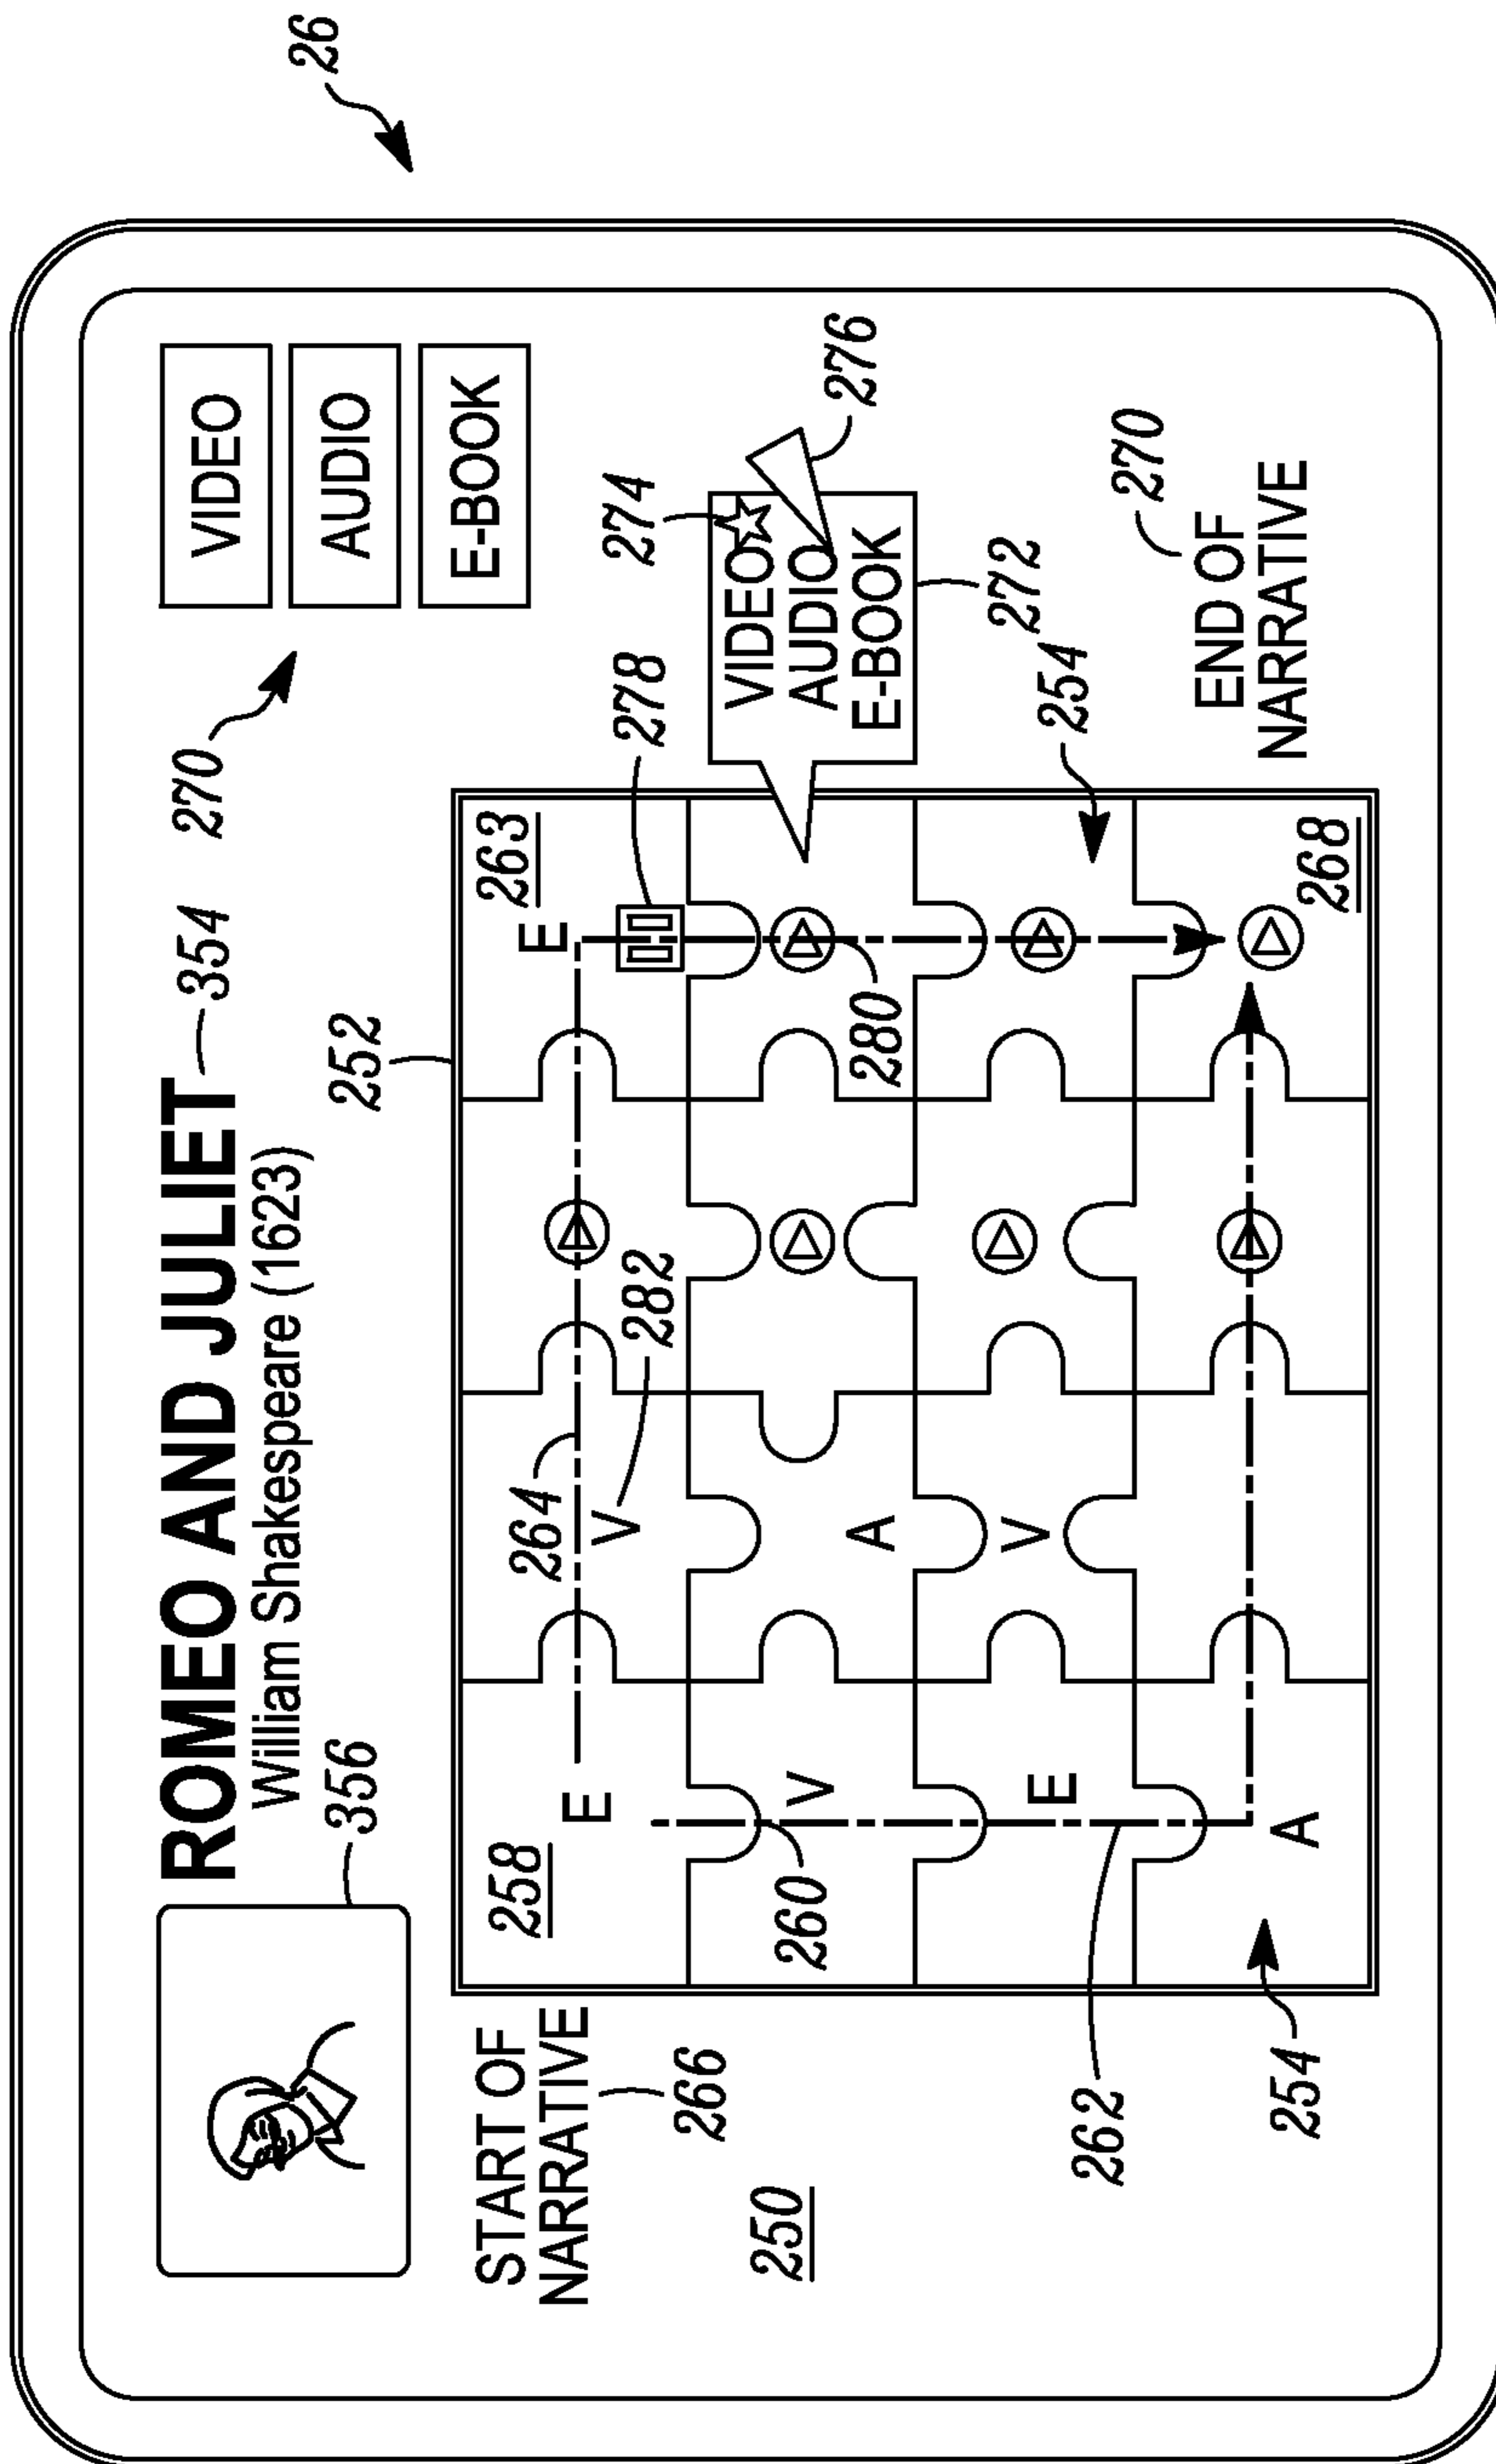 26
ROMEO AND JULIET
354
William Shakespeare (1623)
356
270
VIDEO
AUDIO
E-BOOK
252
START OF
NARRATIVE
266
250
258
E
264
V
282
E
263
278
274
VIDEO
AUDIO
E-BOOK
276
272
V
260
A
280
E
V
262
254
A
254
268
270
END OF
NARRATIVE